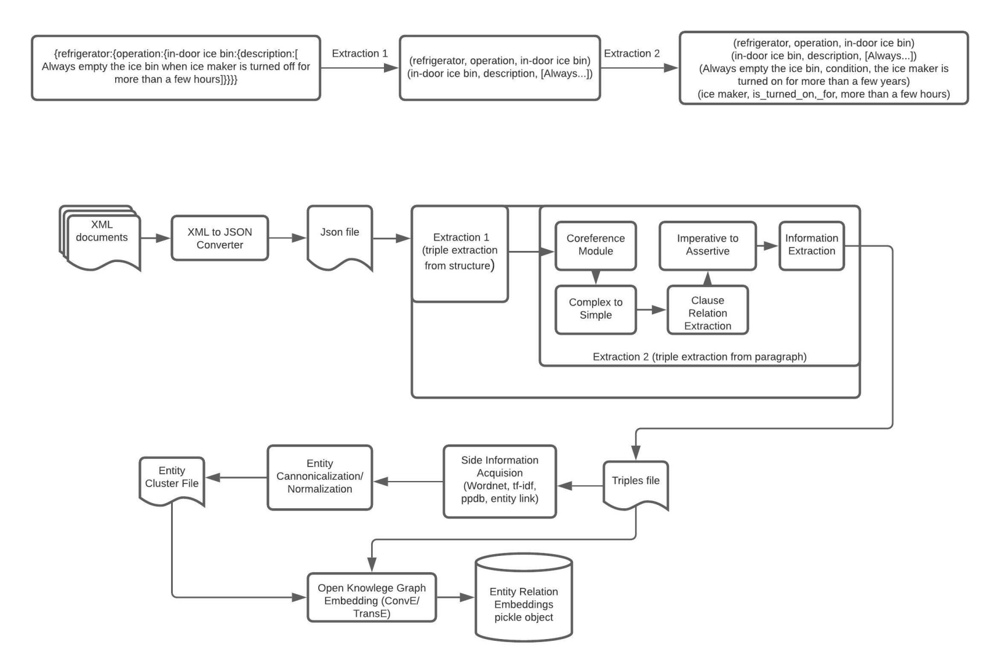 {refrigerator:{operation:{in-door ice bin:{description:[
Always empty the ice bin when ice maker is turned off for
more than a few hours]}}}}
Extraction 1
(refrigerator, operation, in-door ice bin)
(in-door ice bin, description, [Always...])
Extraction 2
(refrigerator, operation, in-door ice bin)
(in-door ice bin, description, [Always...])
(Always empty the ice bin, condition, the ice maker is
turned on for more than a few years)
(ice maker, is_turned_on,_for, more than a few hours)
XML
documents
XML to JSON
Converter
Json file
Extraction 1
(triple extraction
from structure)
Coreference
Module
Complex to
Simple
Clause
Relation
Extraction
Imperative to
Assertive
Information
Extraction
Extraction 2 (triple extraction from paragraph)
Triples file
Side Information
Acquision
(Wordnet, tf-idf,
ppdb, entity link)
Entity
Cannonicalization/
Normalization
Entity
Cluster File
Open Knowlege Graph
Embedding (ConvE/
TransE)
Entity Relation
Embeddings
pickle object